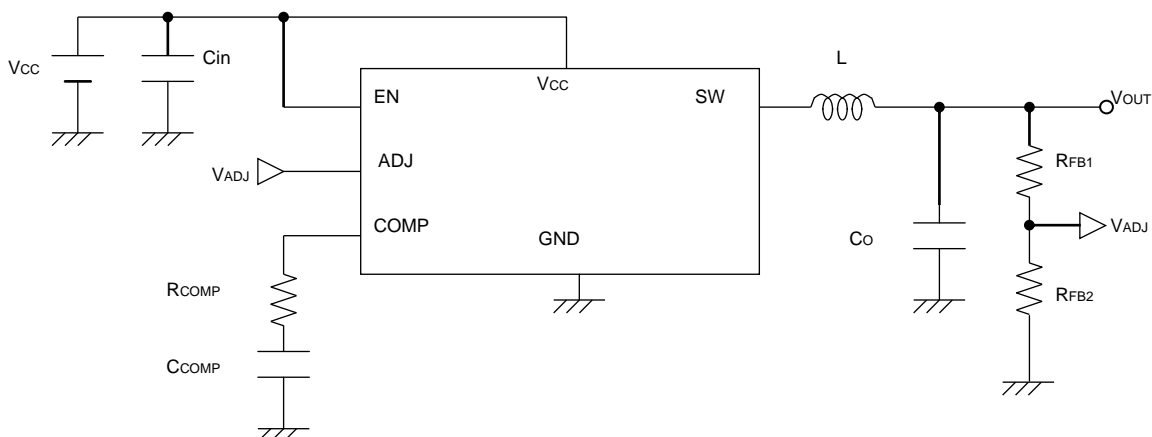 VCC
Cin
VCC
EN
SW
L
VOUT
ADJ
VADJ
RFB1
COMP
GND
CO
VADJ
RCOMP
RFB2
CCOMP